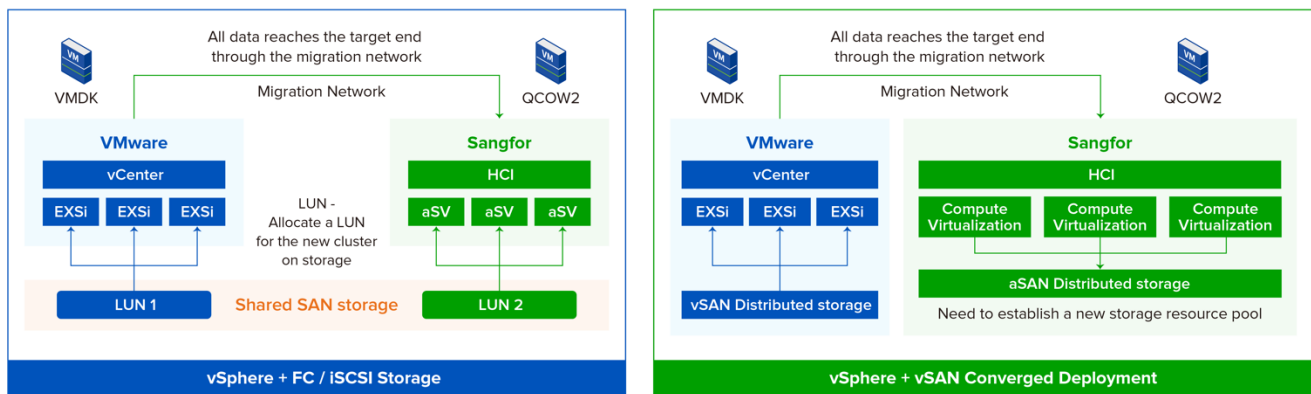 All data reaches the target end
through the migration network
VM
VMDK
Migration Network
VM
QCOW2
VMware
vCenter
EXSi EXSi EXSi
LUN -
Allocate a LUN
for the new cluster
on storage
Sangfor
HCI
aSV aSV aSV
LUN 1
Shared SAN storage
LUN 2
vSphere + FC / iSCSI Storage
All data reaches the target end
through the migration network
VM
VMDK
Migration Network
VM
QCOW2
VMware
vCenter
EXSi EXSi EXSi
vSAN Distributed storage
Sangfor
HCI
Compute
Virtualization
Compute
Virtualization
Compute
Virtualization
aSAN Distributed storage
Need to establish a new storage resource pool
vSphere + vSAN Converged Deployment